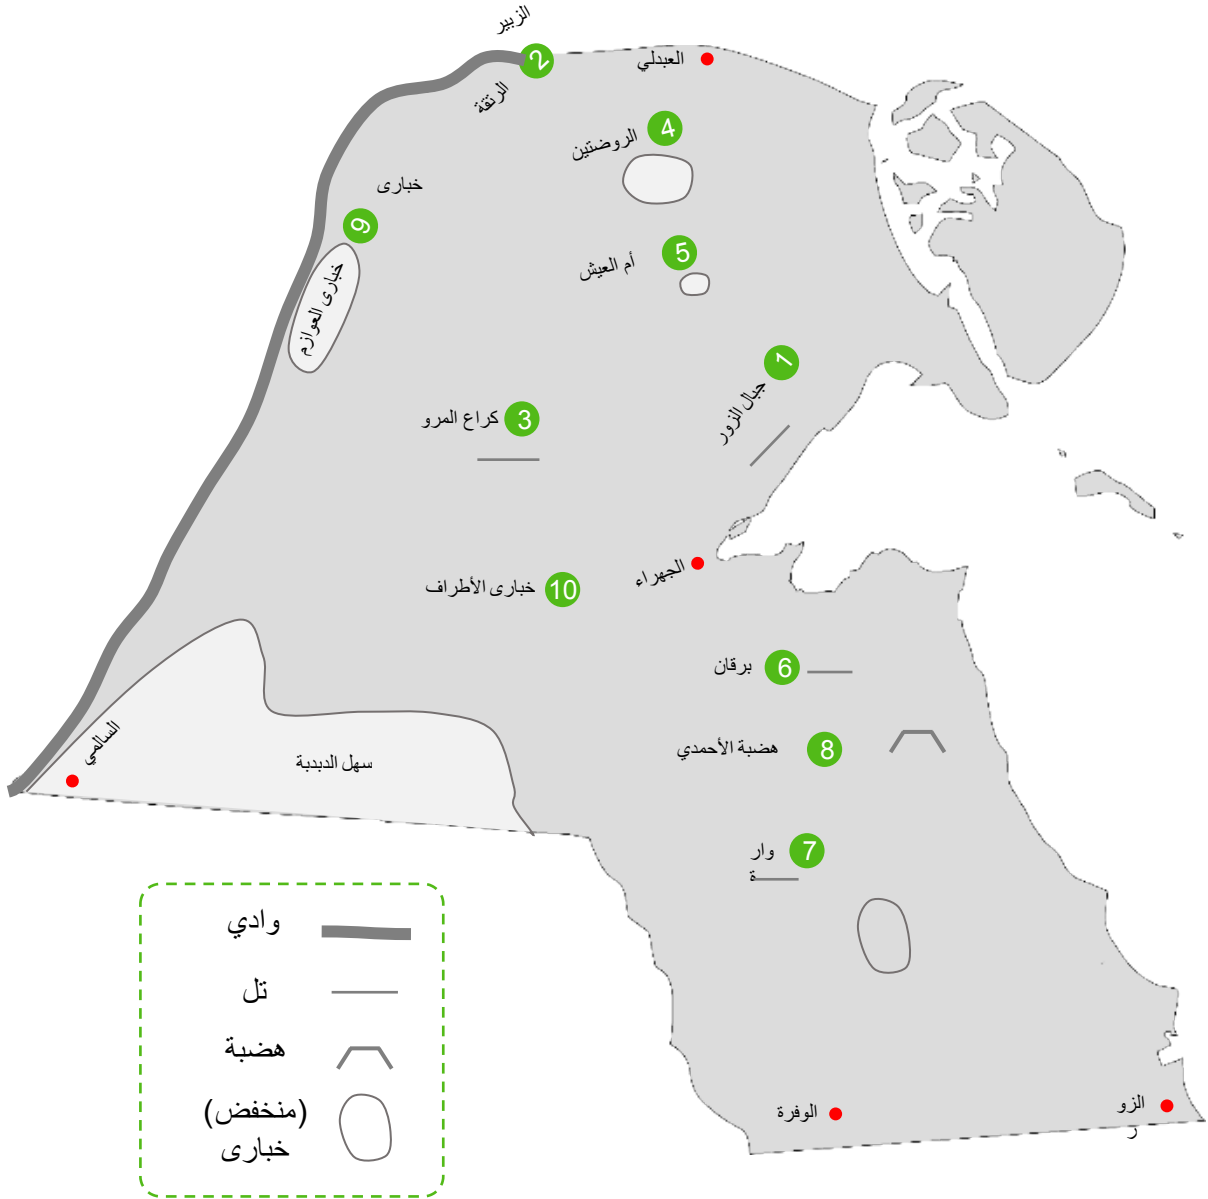 الزبير
2
العبدلي
الرتقة
4
الروضتين
خبارى
9
5
أم العيش
خبارى العوازم
1
جبال الزور
كراع المرو
3
الجهراء
خبارى الأطراف
10
برقان
6
السالمي
سهل الدبدبة
هضبة الأحمدي
8
وار
ة
7
وادي
تل
هضبة
(منخفض)
خبارى
الوفرة
الزو
ر